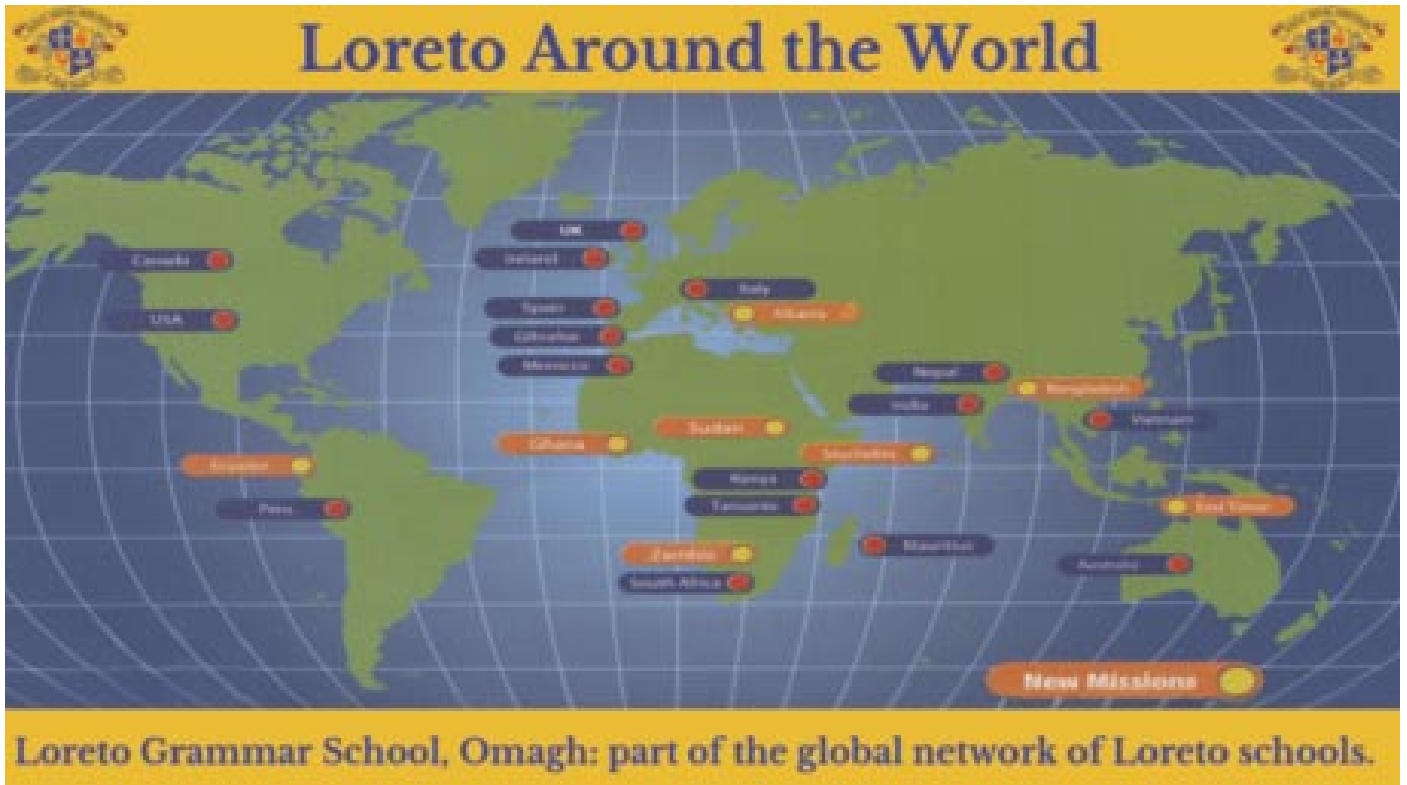 Loreto Around the World
UK
Canada
Ireland
Italy
Spain
Albania
USA
Gibraltar
Morocco
Nepal
Bangladesh
India
Vietnam
Sudan
Ghana
Seychelles
Ecuador
Kenya
Tanzania
Peru
East Timor
Mauritius
Zambia
Australia
South Africa
New Missions
Loreto Grammar School, Omagh: part of the global network of Loreto schools.